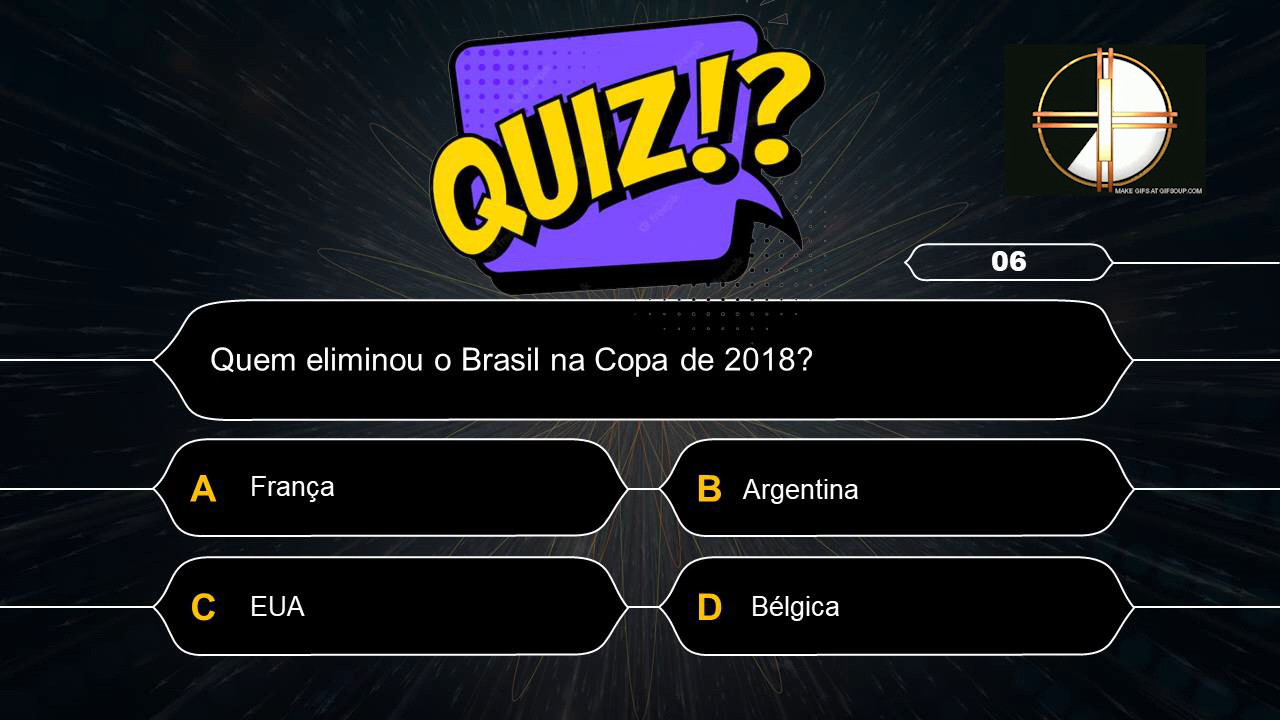 QUIZ!?
MAKE GIFS AT GIFSOUP.COM
06
Quem eliminou o Brasil na Copa de 2018?
A França
B Argentina
C EUA
D Bélgica